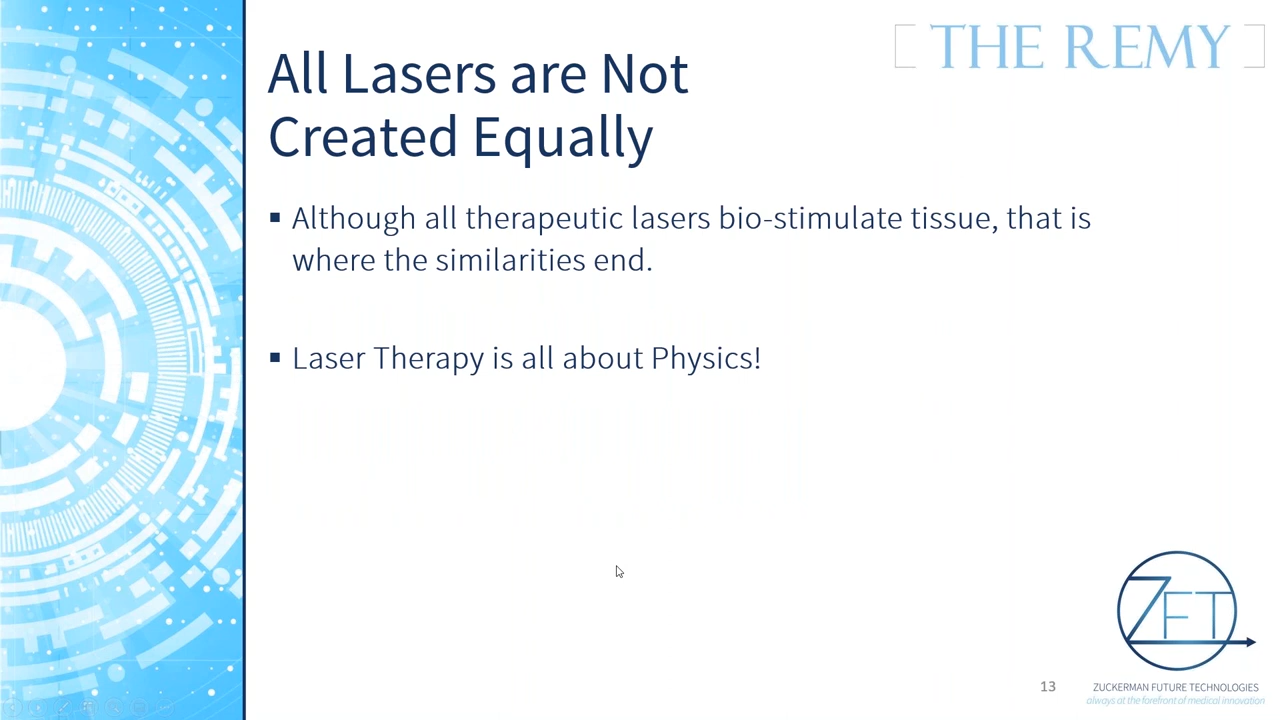 THE REMY
All Lasers are Not
Created Equally
▪ Although all therapeutic lasers bio-stimulate tissue, that is
where the similarities end.
▪ Laser Therapy is all about Physics!
ZFT
13
ZUCKERMAN FUTURE TECHNOLOGIES
always at the forefront of medical innovation